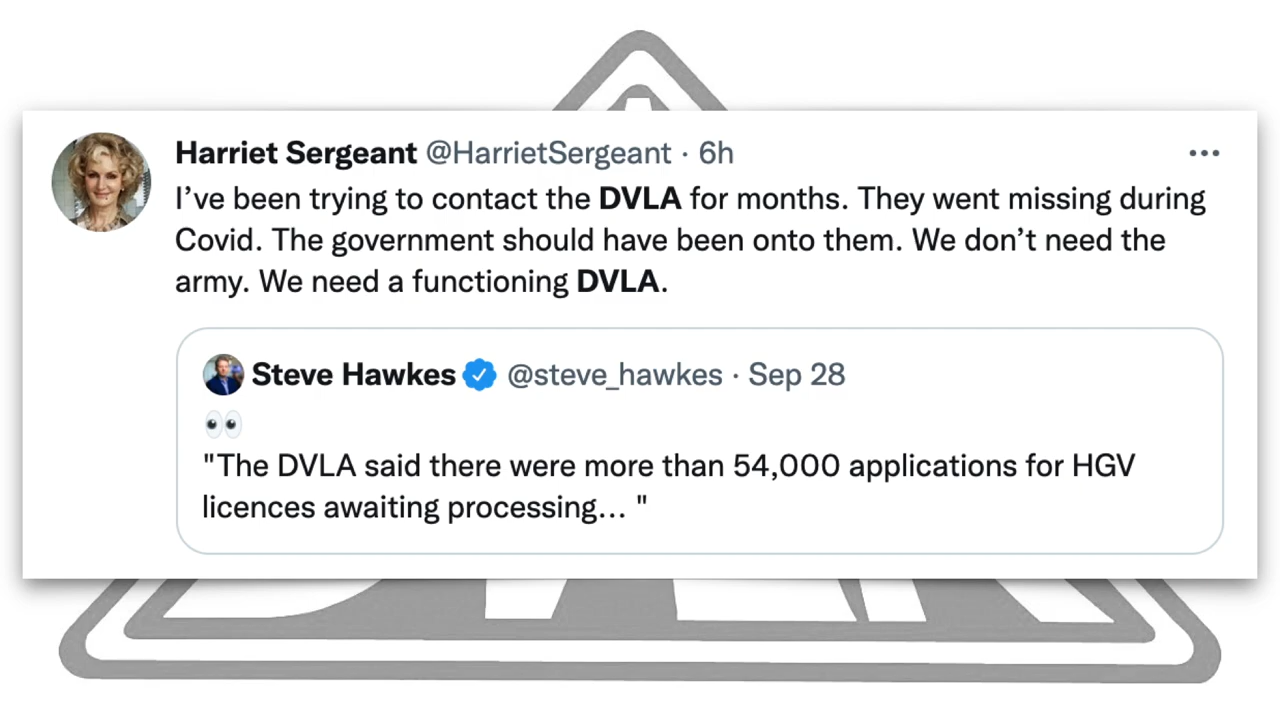 Harriet Sergeant @HarrietSergeant · 6h
I’ve been trying to contact the DVLA for months. They went missing during
Covid. The government should have been onto them. We don’t need the
army. We need a functioning DVLA.
Steve Hawkes @steve_hawkes · Sep 28
👀
"The DVLA said there were more than 54,000 applications for HGV
licences awaiting processing... "